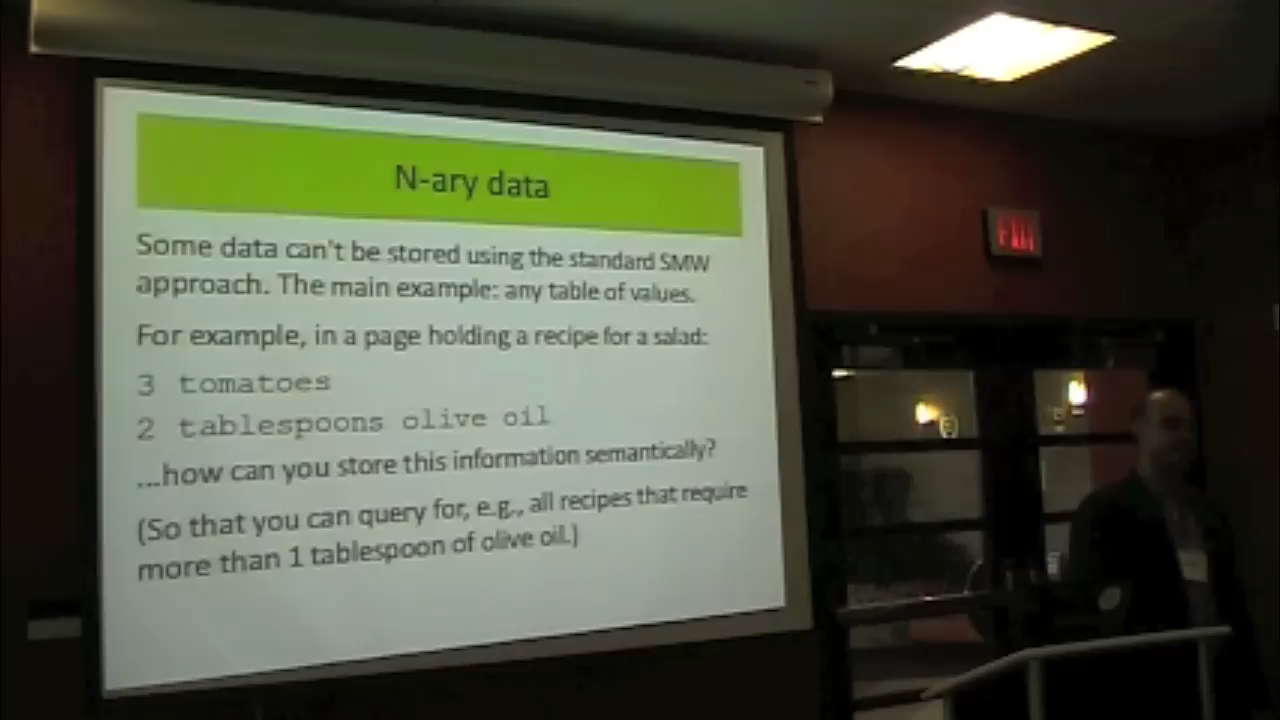 N-ary data
Some data can't be stored using the standard SMW
approach. The main example: any table of values.
For example, in a page holding a recipe for a salad:
3 tomatoes
2 tablespoons olive oil
...how can you store this information semantically?
(So that you can query for, e.g., all recipes that require
more than 1 tablespoon of olive oil.)
EXIT